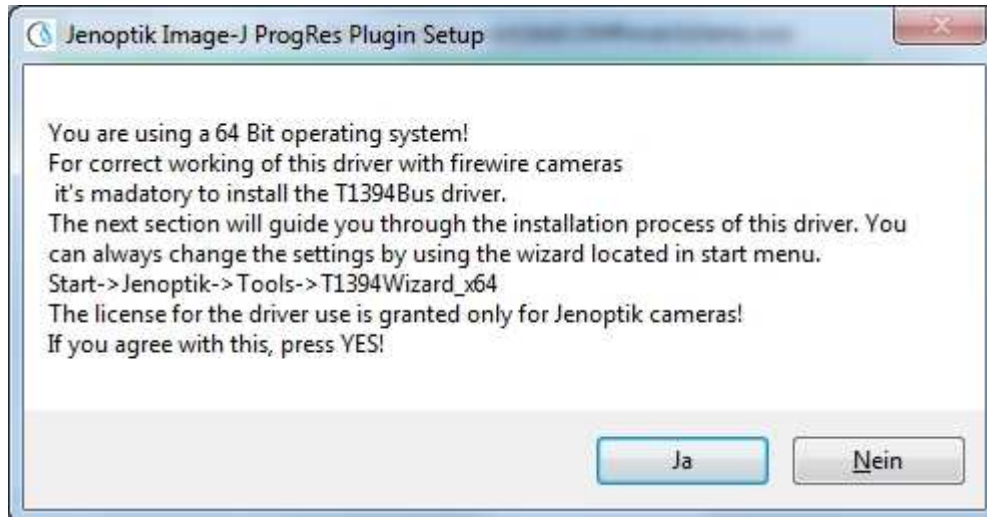 Jenoptik Image-J ProgRes Plugin Setup
You are using a 64 Bit operating system!
For correct working of this driver with firewire cameras
it's madatory to install the T1394Bus driver.
The next section will guide you through the installation process of this driver. You
can always change the settings by using the wizard located in start menu.
Start->Jenoptik->Tools->T1394Wizard_x64
The license for the driver use is granted only for Jenoptik cameras!
If you agree with this, press YES!
Ja
Nein